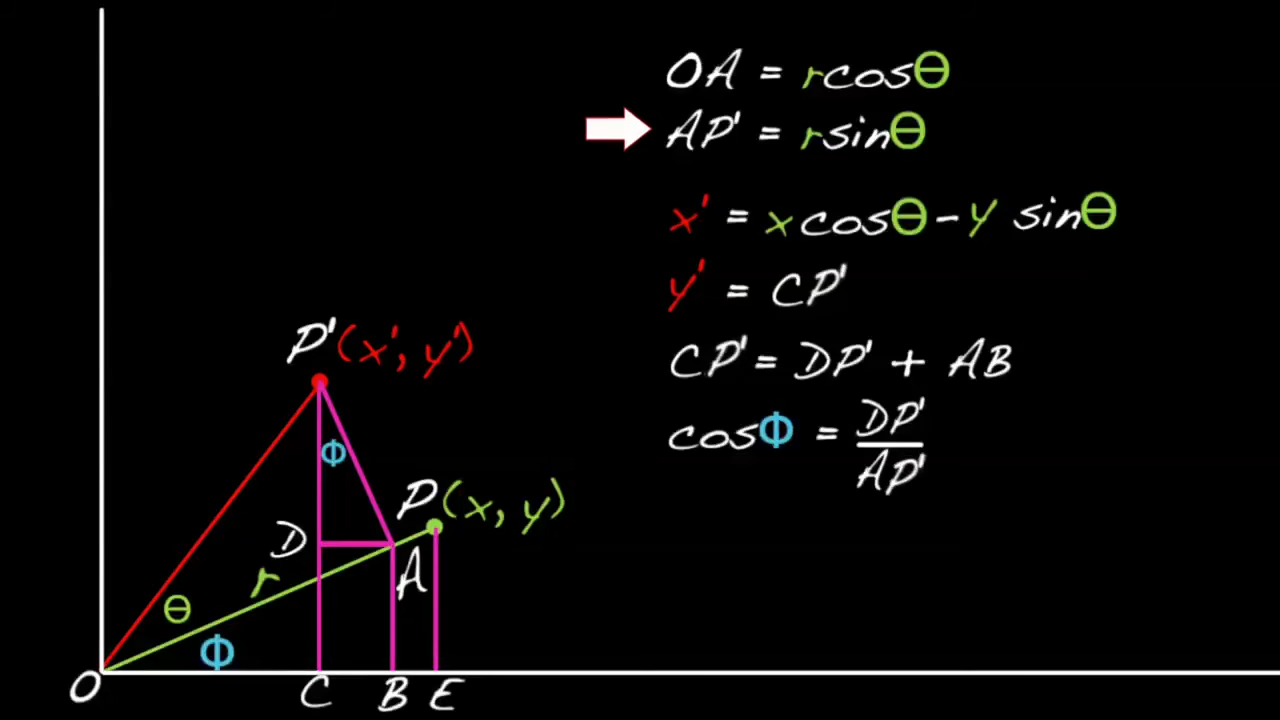 OA = rcosθ
AP' = rsinθ
x' = xcosθ - y sinθ
y' = CP'
CP' = DP' + AB
cosΦ = DP'/AP'
P'(x', y')
Φ
P(x, y)
D
A
r
θ
Φ
O
C
B
E